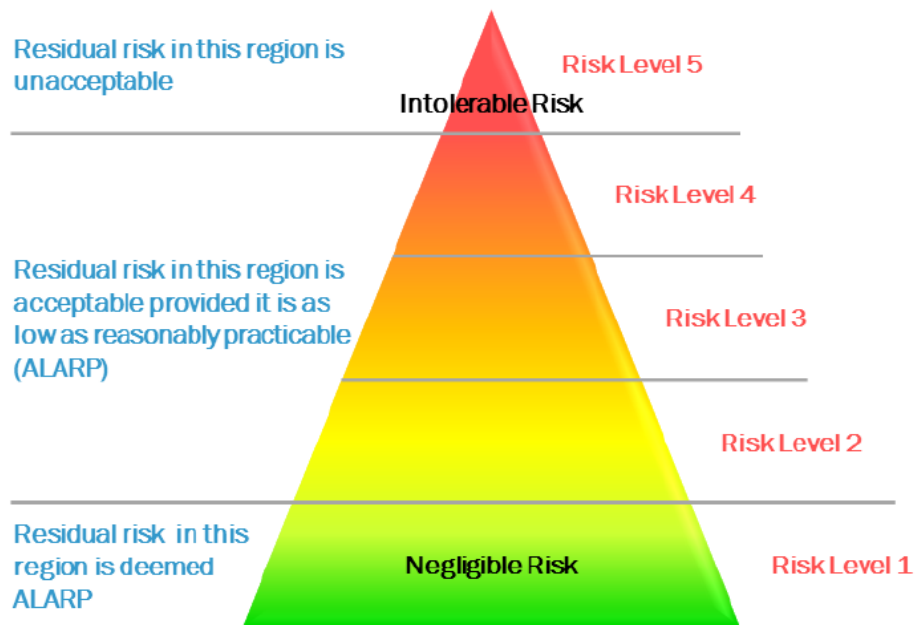 Residual risk in this region is
unacceptable
Risk Level 5
Intolerable Risk
Risk Level 4
Residual risk in this region is
acceptable provided it is as
low as reasonably practicable
(ALARP)
Risk Level 3
Risk Level 2
Residual risk in this
region is deemed
ALARP
Negligible Risk
Risk Level 1